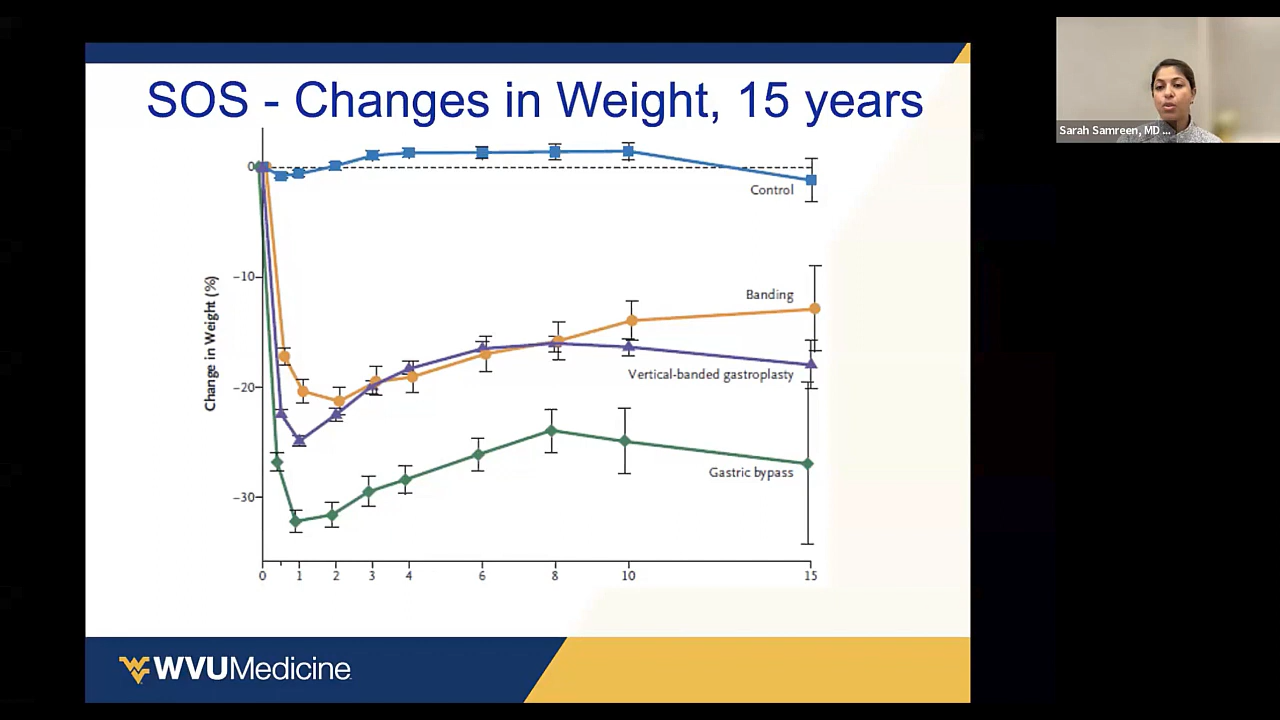 SOS - Changes in Weight, 15 years
Sarah Samreen, MD ...
0
Control
−10
Banding
Change in Weight (%)
Vertical-banded gastroplasty
−20
Gastric bypass
−30
0 1 2 3 4 6 8 10 15
WVUMedicine